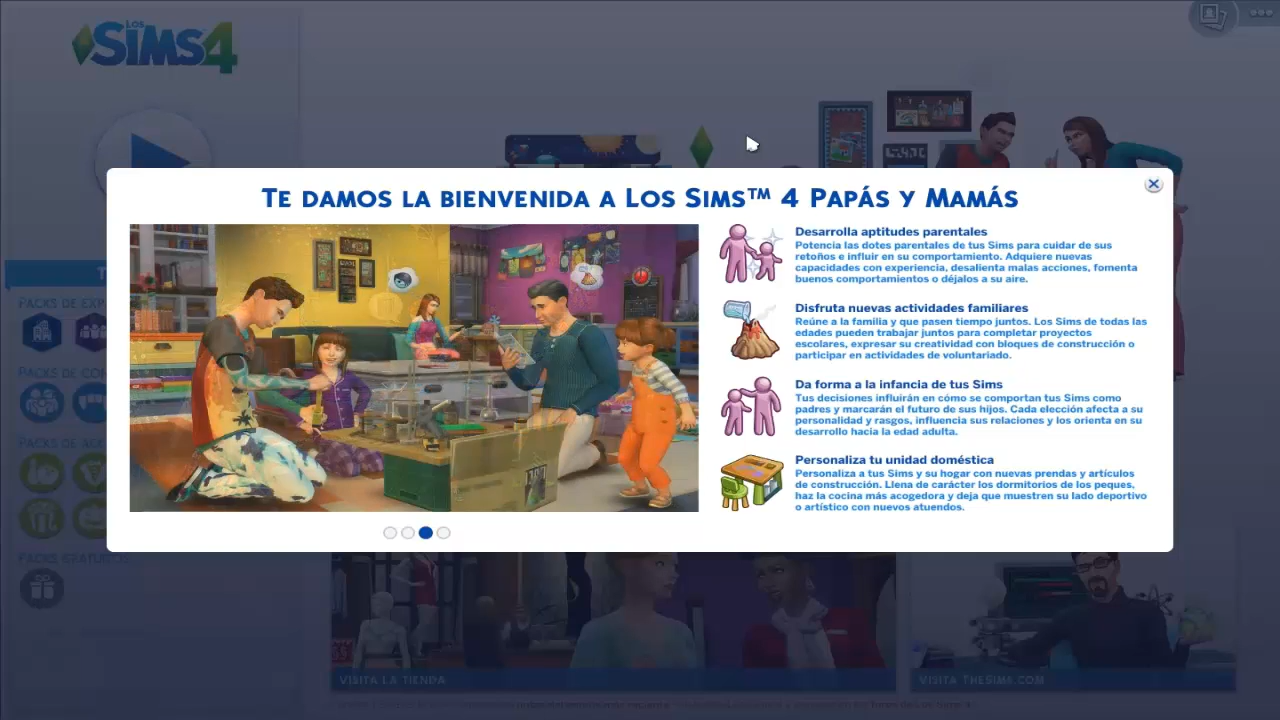 LOS
SIMS4
TE DAMOS LA BIENVENIDA A LOS SIMS™ 4 PAPÁS Y MAMÁS
Desarrolla aptitudes parentales
Potencia las dotes parentales de tus Sims para cuidar de sus
retoños e influir en su comportamiento. Adquiere nuevas
capacidades con experiencia, desalienta malas acciones, fomenta
buenos comportamientos o déjalos a su aire.
Disfruta nuevas actividades familiares
Reúne a la familia y que pasen tiempo juntos. Los Sims de todas las
edades pueden trabajar juntos para completar proyectos
escolares, expresar su creatividad con bloques de construcción o
participar en actividades de voluntariado.
Da forma a la infancia de tus Sims
Tus decisiones influirán en cómo se comportan tus Sims como
padres y marcarán el futuro de sus hijos. Cada elección afecta a su
personalidad y rasgos, influencia sus relaciones y los orienta en su
desarrollo hacia la edad adulta.
Personaliza tu unidad doméstica
Personaliza a tus Sims y su hogar con nuevas prendas y artículos
de construcción. Llena de carácter los dormitorios de los peques,
haz la cocina más acogedora y deja que muestren su lado deportivo
o artístico con nuevos atuendos.
PACKS DE EXP
PACKS DE CON
PACKS DE ACC
PACKS GRATUITOS
VISITA LA TIENDA
VISITA THESIMS.COM